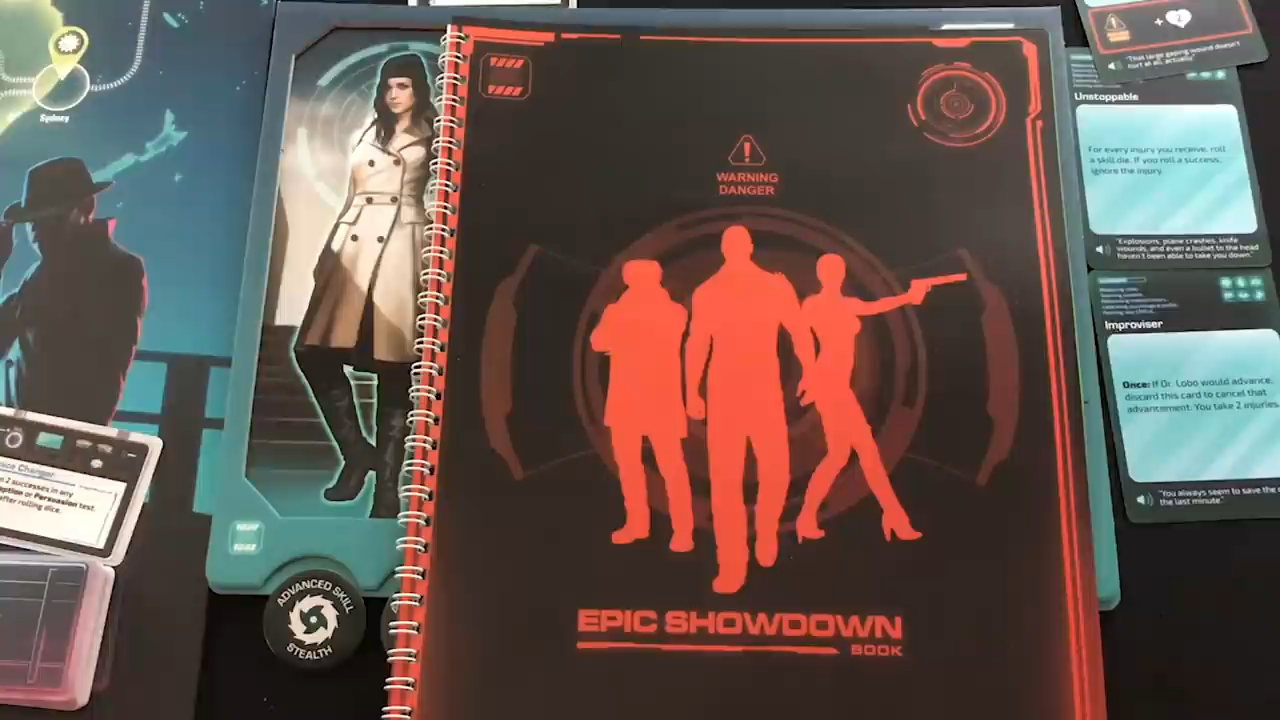 Sydney
WARNING
DANGER
EPIC SHOWDOWN
BOOK
ADVANCED SKILL
STEALTH
Changer
2 successes in any
or Persuasion test
after rolling dice.
+ 2
"That large gaping wound doesn't
hurt at all, actually."
Unstoppable
For every injury you receive, roll
a skill die. If you roll a success,
ignore the injury.
"Explosions, plane crashes, knife
wounds, and even a bullet to the head
haven't been able to take you down."
Improviser
Once: If Dr. Lobo would advance,
discard this card to cancel that
advancement. You take 2 injuries
"You always seem to save the
the last minute."